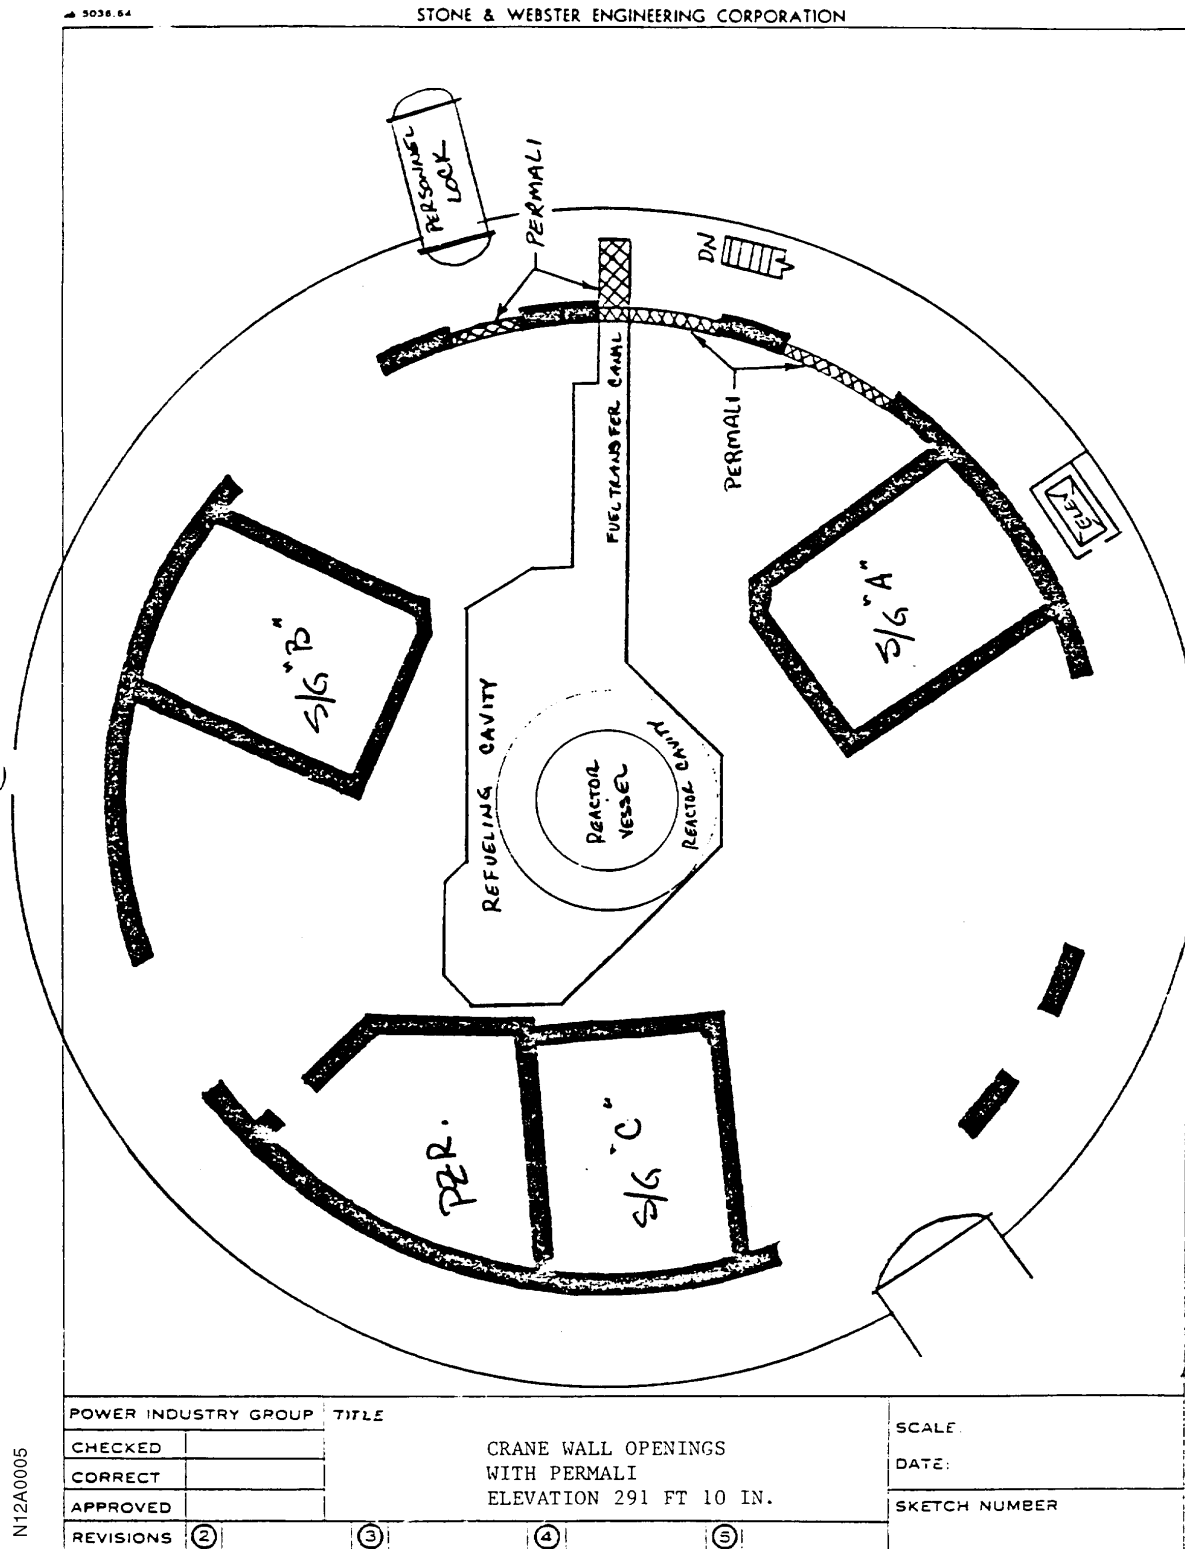 5036.64
STONE & WEBSTER ENGINEERING CORPORATION
PERSONNEL
LOCK
PERMALI
DN
FUEL TRANSFER CANAL
PERMALI
ELEV
S/G "A"
S/G "B"
REFUELING CAVITY
REACTOR
VESSEL
REACTOR CAVITY
PZR.
S/G "C"
POWER INDUSTRY GROUP
CHECKED
CORRECT
APPROVED
REVISIONS
2
3
4
5
TITLE
CRANE WALL OPENINGS
WITH PERMALI
ELEVATION 291 FT 10 IN.
SCALE:
DATE:
SKETCH NUMBER
N12A0005